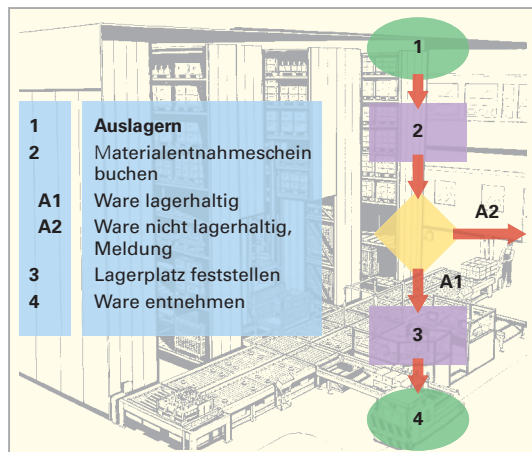 1 Auslagern
2 Materialentnahmeschein
buchen
A1 Ware lagerhaltig
A2 Ware nicht lagerhaltig,
Meldung
3 Lagerplatz feststellen
4 Ware entnehmen
1
2
A2
A1
3
4